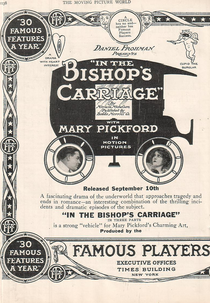 THE MOVING PICTURE WORLD
30
FAMOUS
FEATURES
A YEAR
DANIEL FROHMAN
Presents
"IN THE
BISHOP'S
CARRIAGE"
WITH
MARY PICKFORD
IN
MOTION
PICTURES
Released September 10th
A fascinating drama of the underworld that approaches tragedy and
ends in romance—an interesting combination of the thrilling incidents
and dramatic episodes of the subject.
"IN THE BISHOP'S CARRIAGE"
IN THREE PARTS
is a strong "vehicle" for Mary Pickford's Charming Art,
Produced by the
30
FAMOUS
FEATURES
A YEAR
FAMOUS PLAYERS
EXECUTIVE OFFICES
TIMES BUILDING
NEW YORK